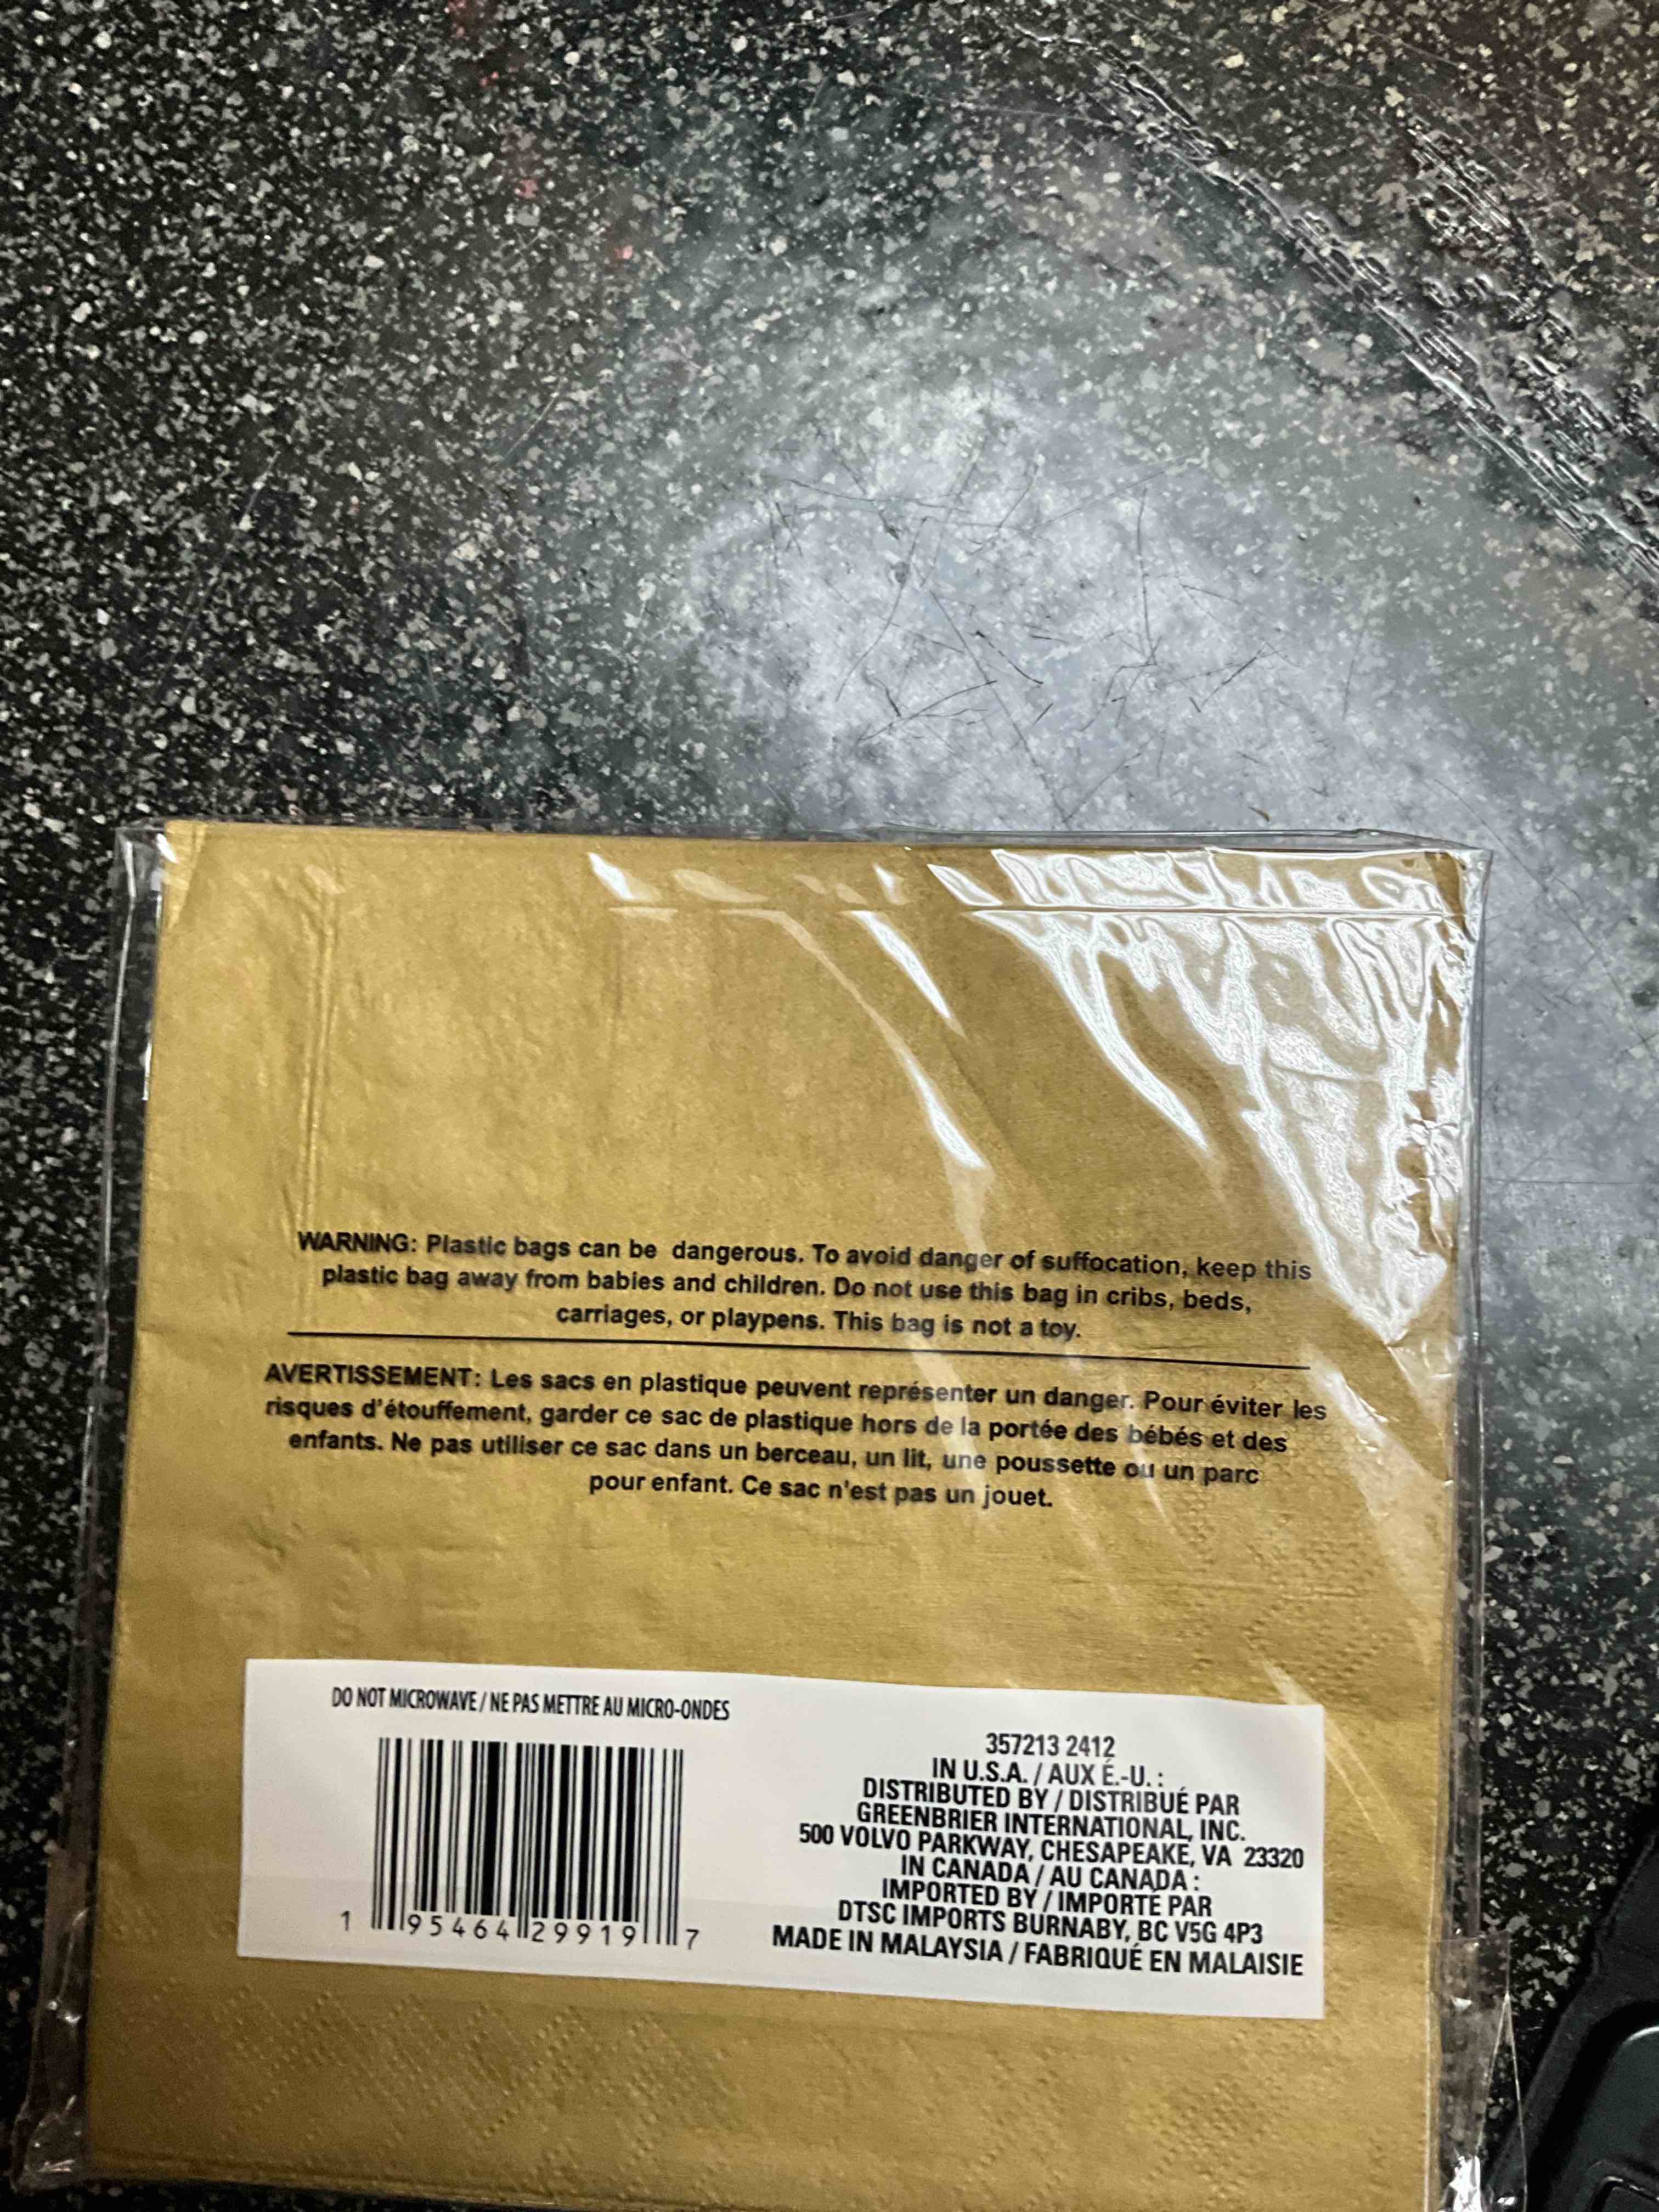 WARNING: Plastic bags can be dangerous. To avoid danger of suffocation, keep this
plastic bag away from babies and children. Do not use this bag in cribs, beds,
carriages, or playpens. This bag is not a toy.
AVERTISSEMENT: Les sacs en plastique peuvent représenter un danger. Pour éviter les
risques d'étouffement, garder ce sac de plastique hors de la portée des bébés et des
enfants. Ne pas utiliser ce sac dans un berceau, un lit, une poussette ou un parc
pour enfant. Ce sac n'est pas un jouet.
DO NOT MICROWAVE / NE PAS METTRE AU MICRO-ONDES
1 95464 29919 7
357213 2412
IN U.S.A. / AUX É.-U. :
DISTRIBUTED BY / DISTRIBUÉ PAR
GREENBRIER INTERNATIONAL, INC.
500 VOLVO PARKWAY, CHESAPEAKE, VA 23320
IN CANADA / AU CANADA :
IMPORTED BY / IMPORTÉ PAR
DTSC IMPORTS BURNABY, BC V5G 4P3
MADE IN MALAYSIA / FABRIQUÉ EN MALAISIE